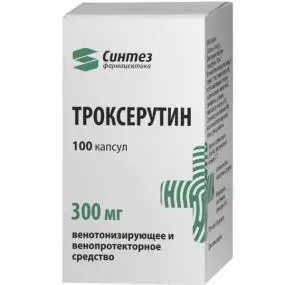 Синтез
фармацевтика
ТРОКСЕРУТИН
100 капсул
300 мг
венотонизирующее и
венопротекторное
средство